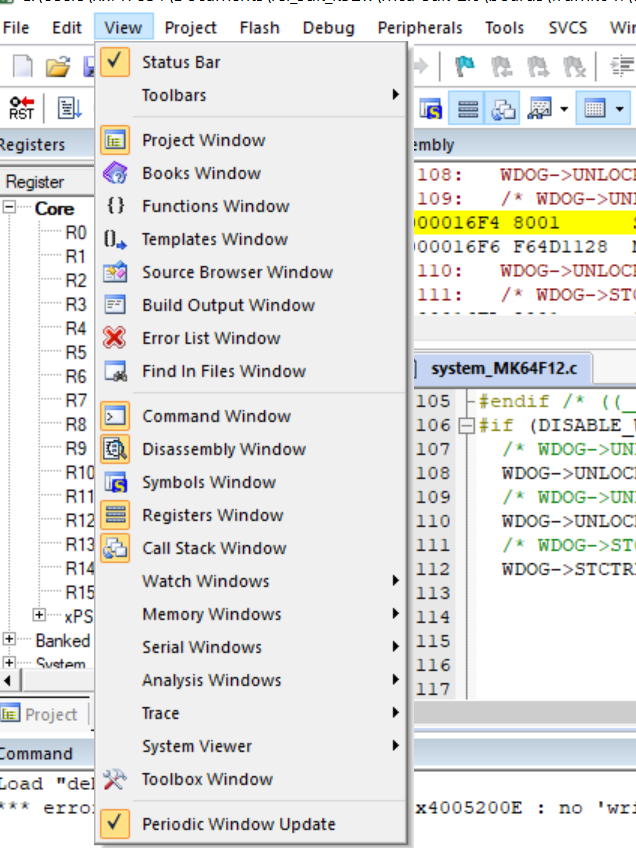 File Edit View Project Flash Debug Peripherals Tools SVCS
Status Bar
Toolbars
Project Window
Books Window
Functions Window
Templates Window
Source Browser Window
Build Output Window
Error List Window
Find In Files Window
Command Window
Disassembly Window
Symbols Window
Registers Window
Call Stack Window
Watch Windows
Memory Windows
Serial Windows
Analysis Windows
Trace
System Viewer
Toolbox Window
Periodic Window Update
RST
Registers
Register
Core
R0
R1
R2
R3
R4
R5
R6
R7
R8
R9
R10
R11
R12
R13
R14
R15
xPS
Banked
System
Project
embly
108: WDOG->UNLOC
109: /* WDOG->UN
000016F4 8001
000016F6 F64D1128
110: WDOG->UNLOC
111: /* WDOG->STC
system_MK64F12.c
105 #endif /* ((_
106 #if (DISABLE_
107 /* WDOG->UN
108 WDOG->UNLOC
109 /* WDOG->UN
110 WDOG->UNLOC
111 /* WDOG->STC
112 WDOG->STCTR
113
114
115
116
117
Command
Load "del
*** erro x4005200E : no 'wri